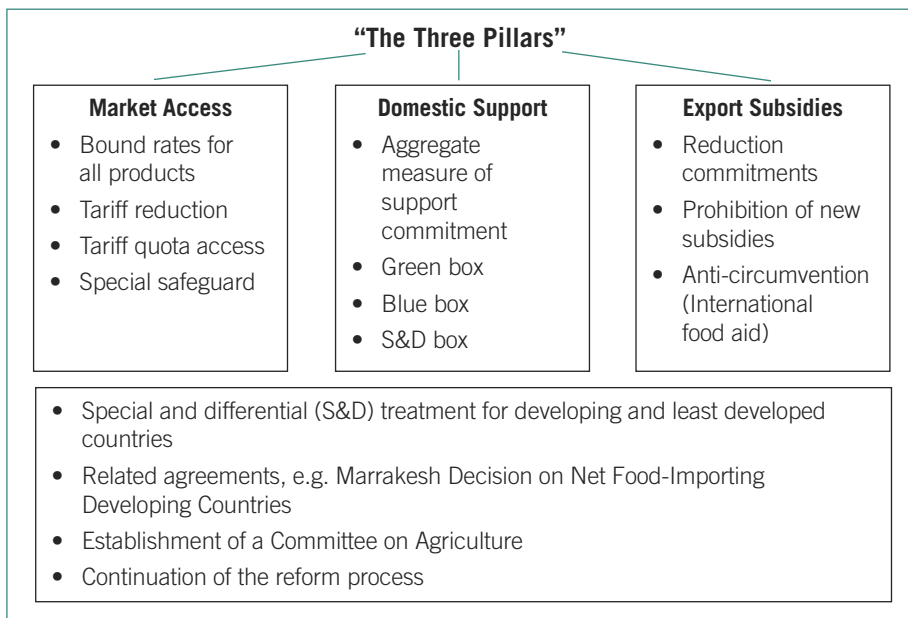 “The Three Pillars”
Market Access
• Bound rates for
all products
• Tariff reduction
• Tariff quota access
• Special safeguard
Domestic Support
• Aggregate
measure of
support
commitment
• Green box
• Blue box
• S&D box
Export Subsidies
• Reduction
commitments
• Prohibition of new
subsidies
• Anti-circumvention
(International
food aid)
• Special and differential (S&D) treatment for developing and least developed
countries
• Related agreements, e.g. Marrakesh Decision on Net Food-Importing
Developing Countries
• Establishment of a Committee on Agriculture
• Continuation of the reform process